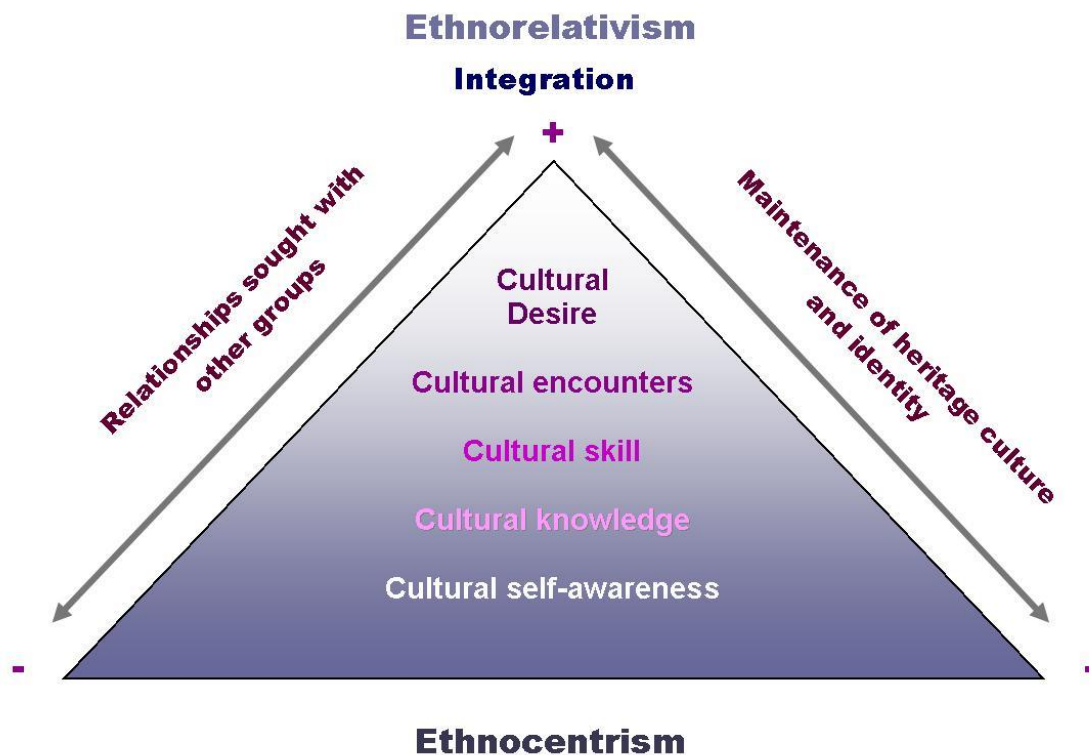 Ethnorelativism
Integration
+
Relationships sought with
other groups
Maintenance of heritage culture
and identity
Cultural
Desire
Cultural encounters
Cultural skill
Cultural knowledge
Cultural self-awareness
-
-
Ethnocentrism